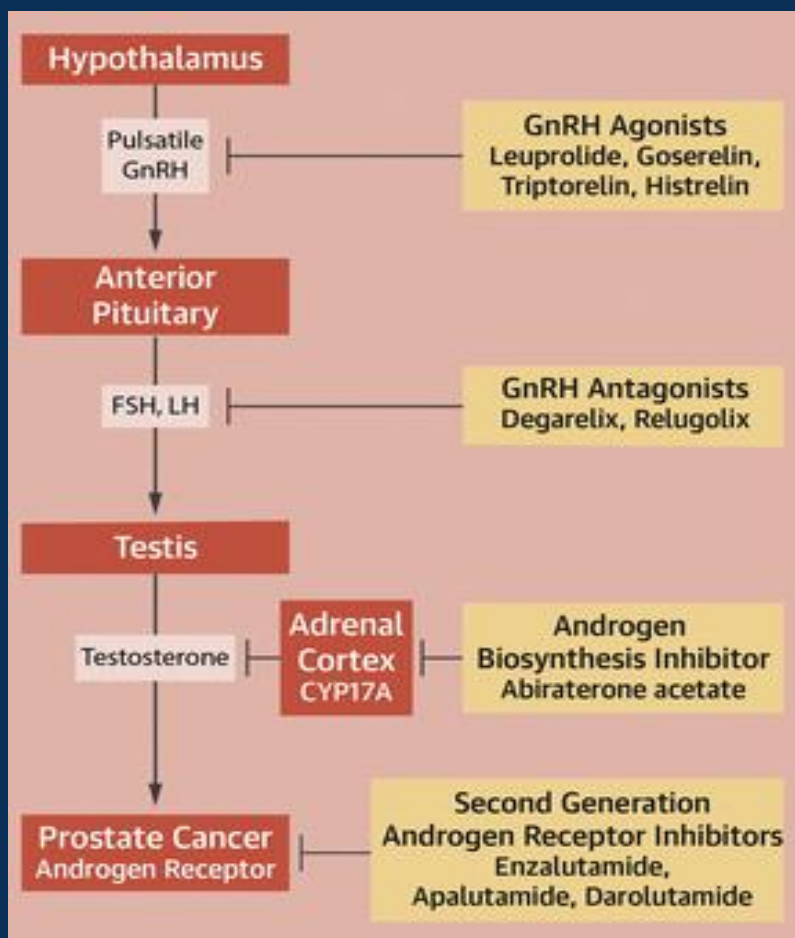 Hypothalamus
Pulsatile
GnRH
GnRH Agonists
Leuprolide, Goserelin,
Triptorelin, Histrelin
Anterior
Pituitary
FSH, LH
GnRH Antagonists
Degarelix, Relugolix
Testis
Testosterone
Adrenal
Cortex
CYP17A
Androgen
Biosynthesis Inhibitor
Abiraterone acetate
Prostate Cancer
Androgen Receptor
Second Generation
Androgen Receptor Inhibitors
Enzalutamide,
Apalutamide, Darolutamide